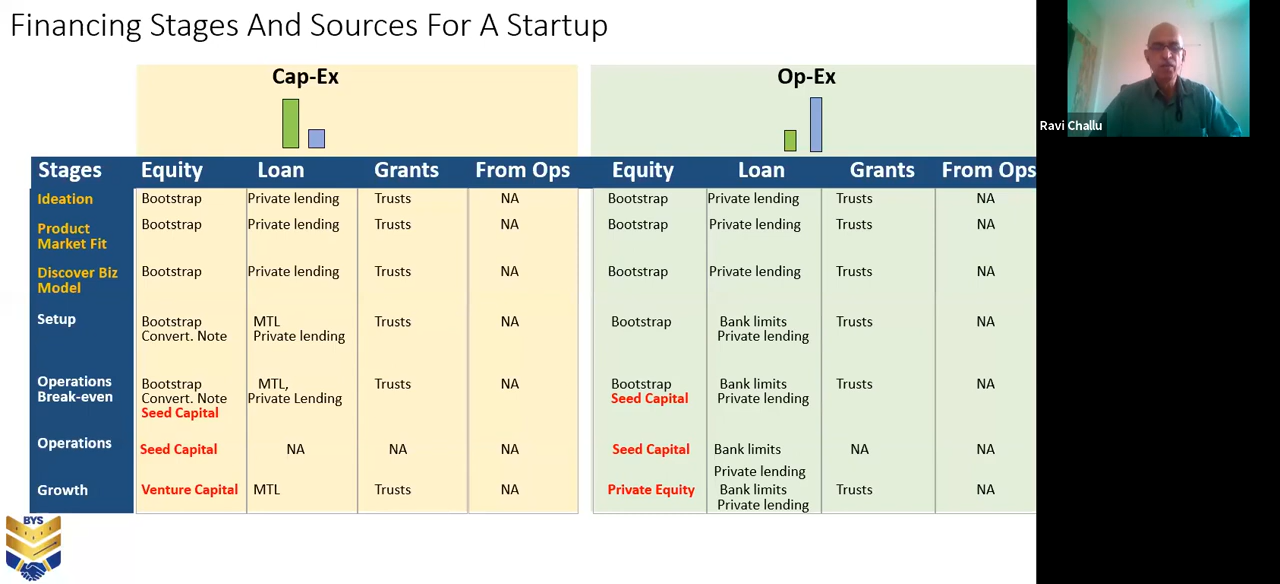 Financing Stages And Sources For A Startup
Cap-Ex Op-Ex
Ravi Challu
Stages Equity Loan Grants From Ops Equity Loan Grants From Ops
Ideation Bootstrap Private lending Trusts NA Bootstrap Private lending Trusts NA
Product Bootstrap Private lending Trusts NA Bootstrap Private lending Trusts NA
Market Fit
Discover Biz Bootstrap Private lending Trusts NA Bootstrap Private lending Trusts NA
Model
Setup Bootstrap MTL Trusts NA Bootstrap Bank limits Trusts NA
Convert. Note Private lending Private lending
Operations Bootstrap MTL, Trusts NA Bootstrap Bank limits Trusts NA
Break-even Convert. Note Private Lending Seed Capital Private lending
Seed Capital
Operations Seed Capital NA NA NA Seed Capital Bank limits NA NA
Private lending
Growth Venture Capital MTL Trusts NA Private Equity Bank limits Trusts NA
Private lending
BYS